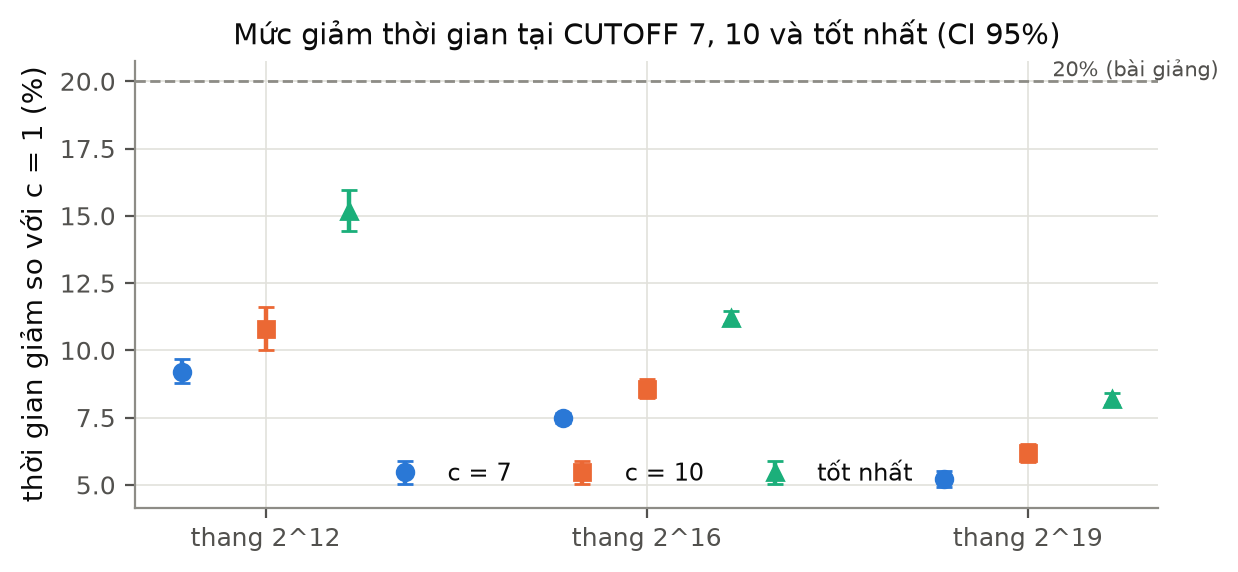 Mức giảm thời gian tại CUTOFF 7, 10 và tốt nhất (CI 95%)
thời gian giảm so với c = 1 (%)
20.0
17.5
15.0
12.5
10.0
7.5
5.0
20% (bài giảng)
c = 7
c = 10
tốt nhất
thang 2^12
thang 2^16
thang 2^19